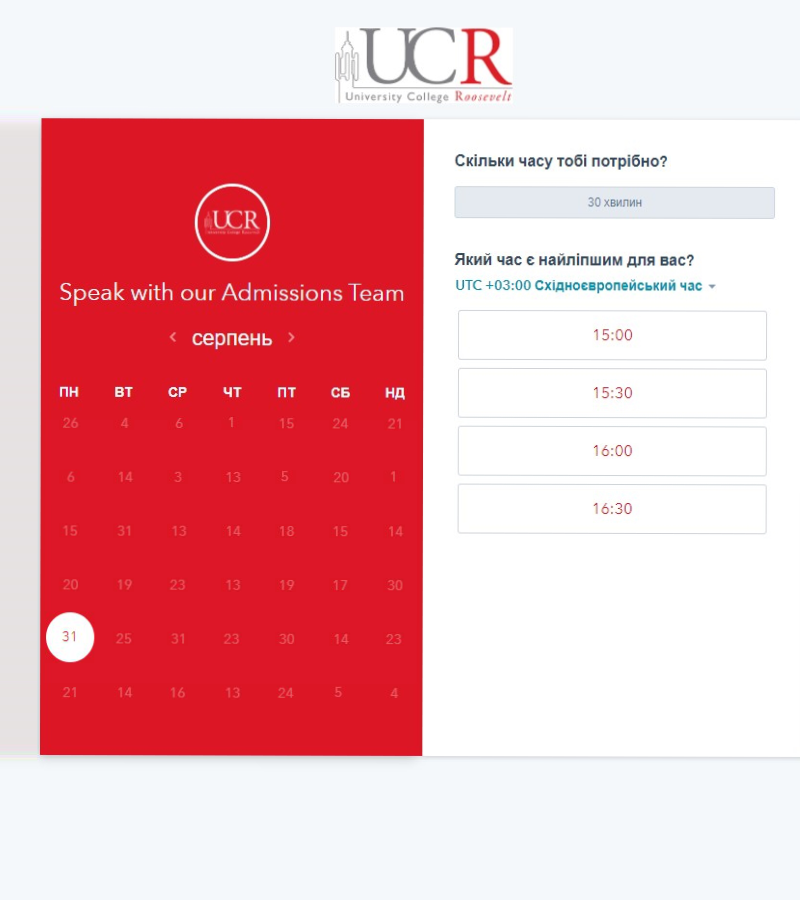 UCR
University College Roosevelt
UCR
Speak with our Admissions Team
серпень
ПН ВТ СР ЧТ ПТ СБ НД
26 4 6 1 15 24 21
6 14 3 13 5 20 1
15 31 13 14 18 15 14
20 19 23 13 19 17 30
31 25 31 23 30 14 23
21 14 16 13 24 5 4
Скільки часу тобі потрібно?
30 хвилин
Який час є найліпшим для вас?
UTC +03:00 Східноєвропейський час
15:00
15:30
16:00
16:30